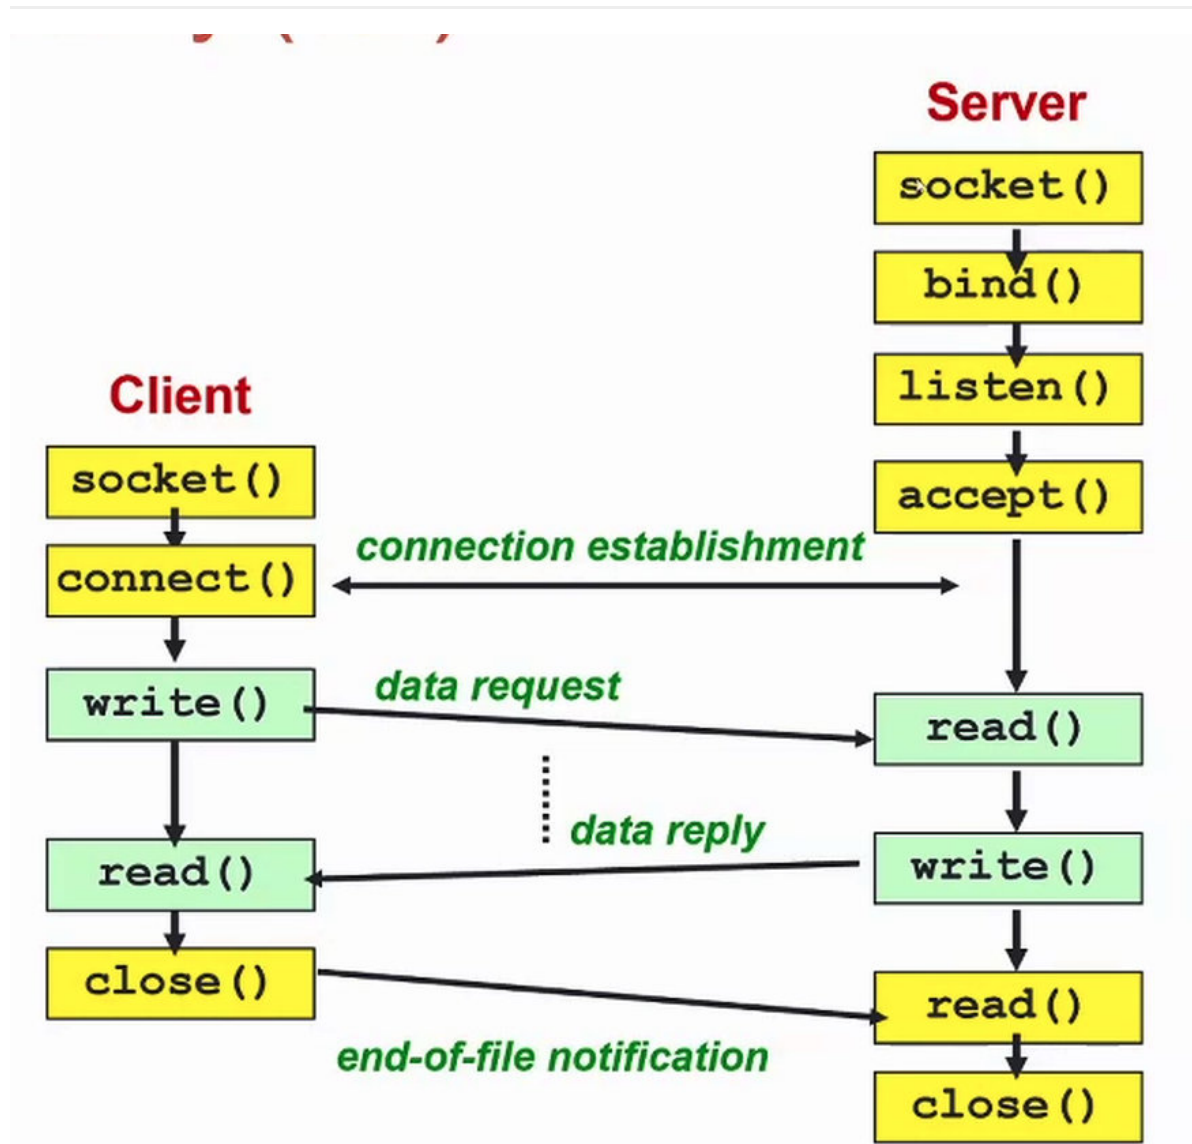 Server
socket()
bind()
listen()
accept()
Client
socket()
connect()
connection establishment
write()
data request
read()
data reply
write()
read()
close()
read()
end-of-file notification
close()